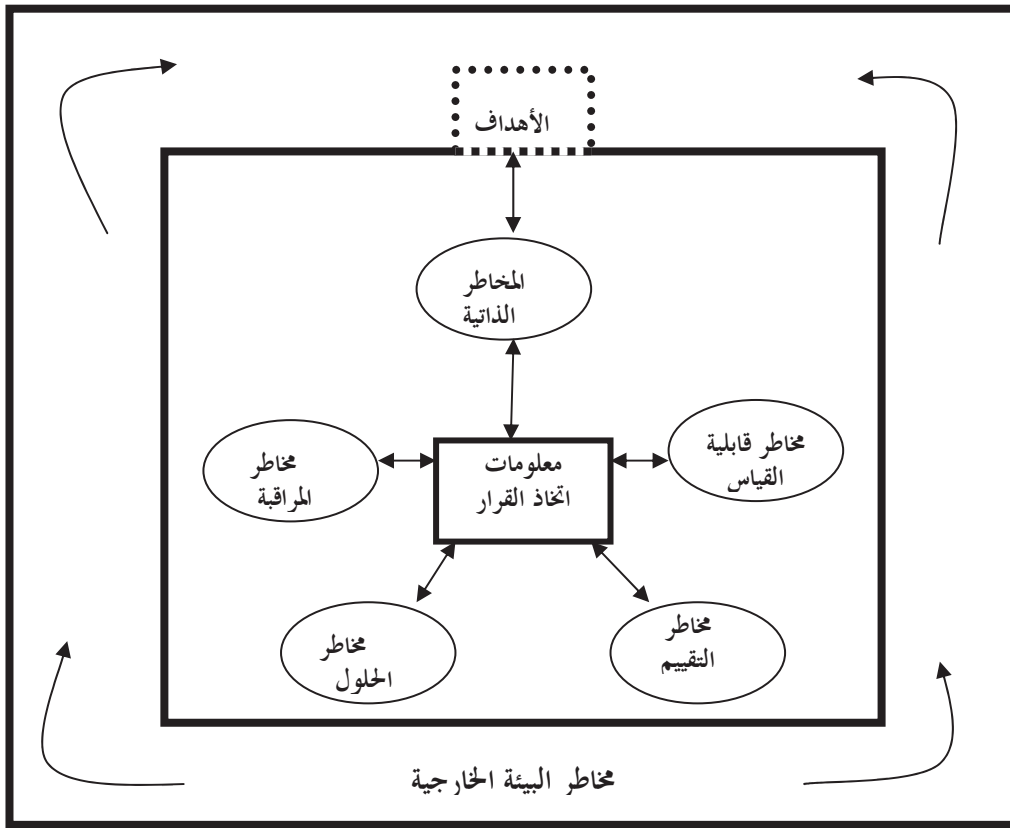 الأهداف
المخاطر
الذاتية
مخاطر قابلية
القياس
معلومات
اتخاذ القرار
مخاطر
المراقبة
مخاطر
التقييم
مخاطر
الحلول
مخاطر البيئة الخارجية